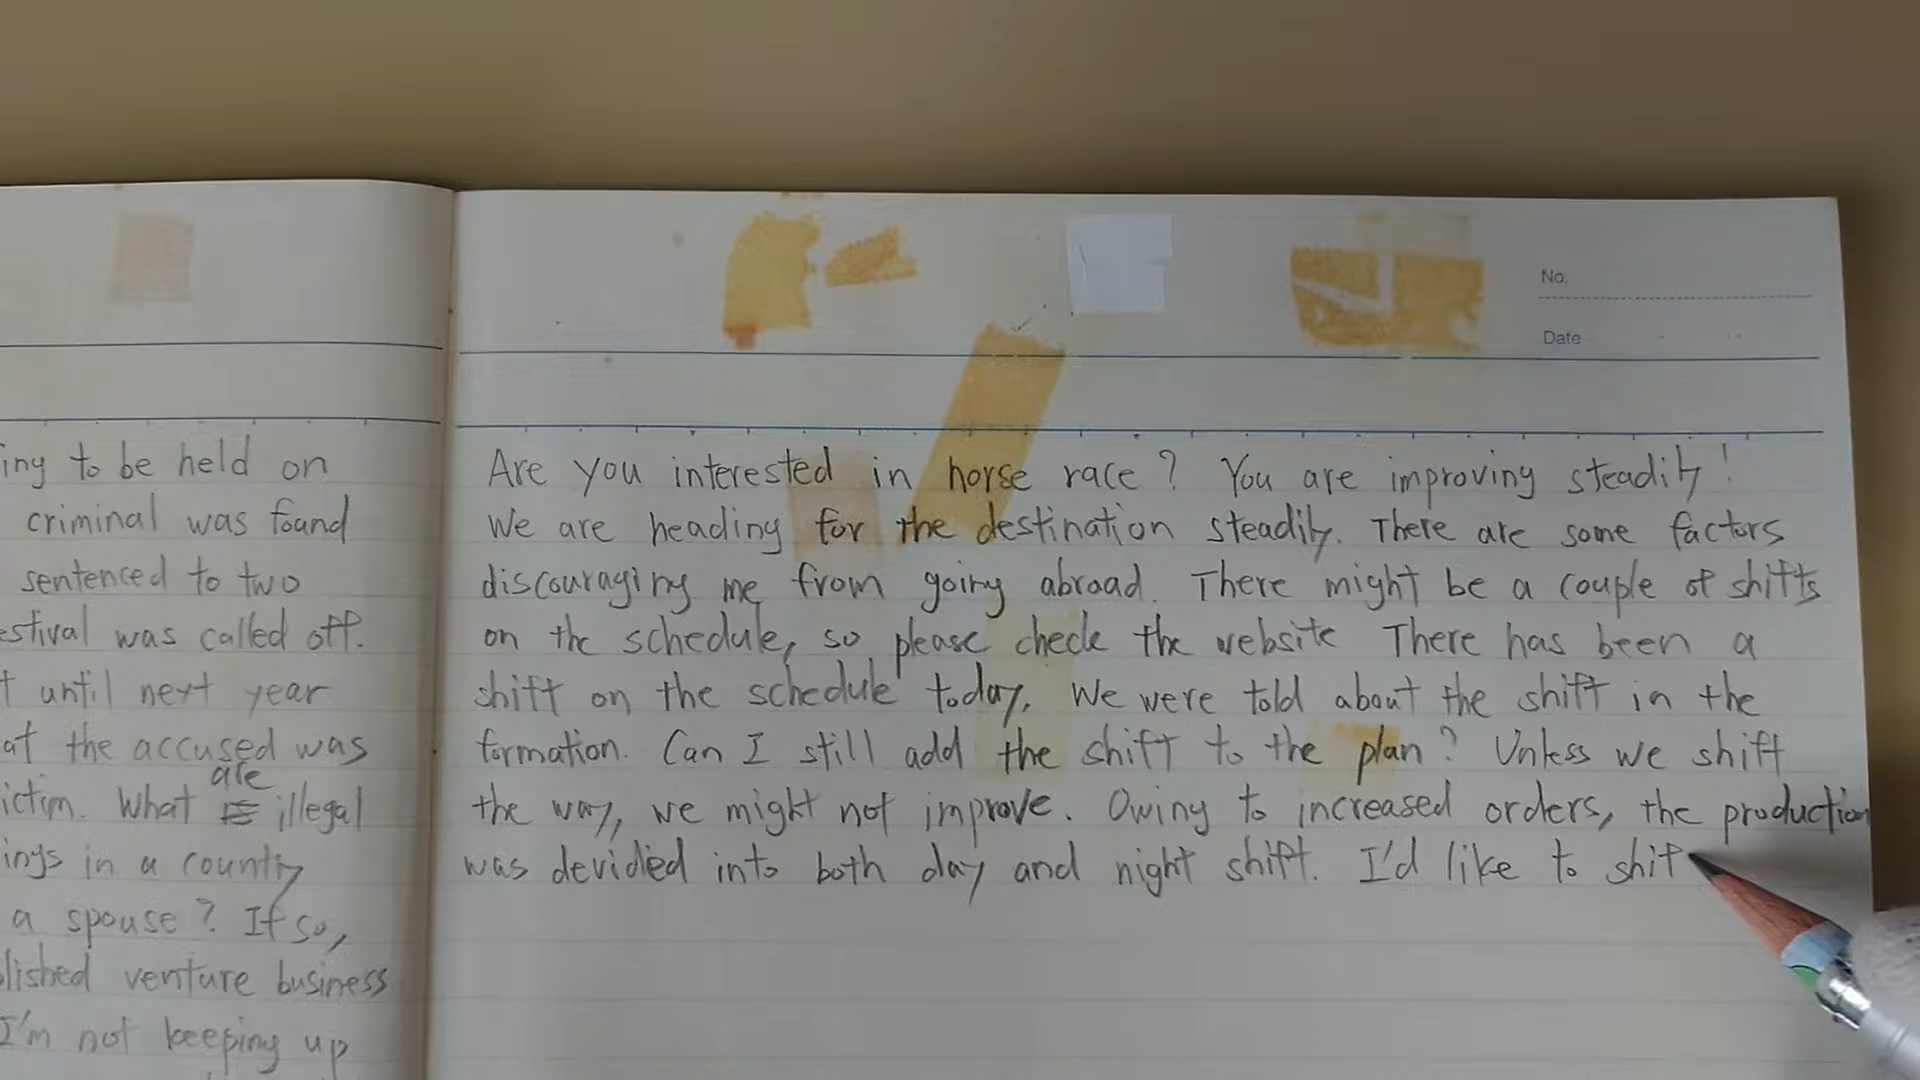 iny to be held on
criminal was found
sentenced to two
estival was called off.
t until next year
at the accused was
are
ictim. What illegal
ings in a county
a spouse? If so,
lished venture business
I'm not keeping up
No.
Date
Are you interested in horse race? You are improving steadily!
We are heading for the destination steadily. There are some factors
discouraging me from going abroad. There might be a couple of shifts
on the schedule, so please check the website There has been a
shift on the schedule today. We were told about the shift in the
formation. Can I still add the shift to the plan? Unless we shift
the way, we might not improve. Owing to increased orders, the production
was devided into both day and night shift. I'd like to shif